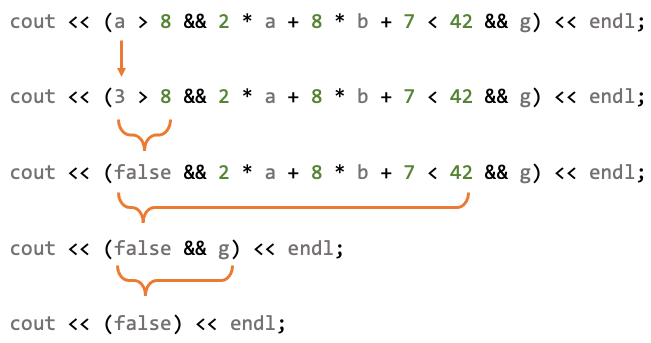 cout << (a > 8 && 2 * a + 8 * b + 7 < 42 && g) << endl;
cout << (3 > 8 && 2 * a + 8 * b + 7 < 42 && g) << endl;
cout << (false && 2 * a + 8 * b + 7 < 42 && g) << endl;
cout << (false && g) << endl;
cout << (false) << endl;